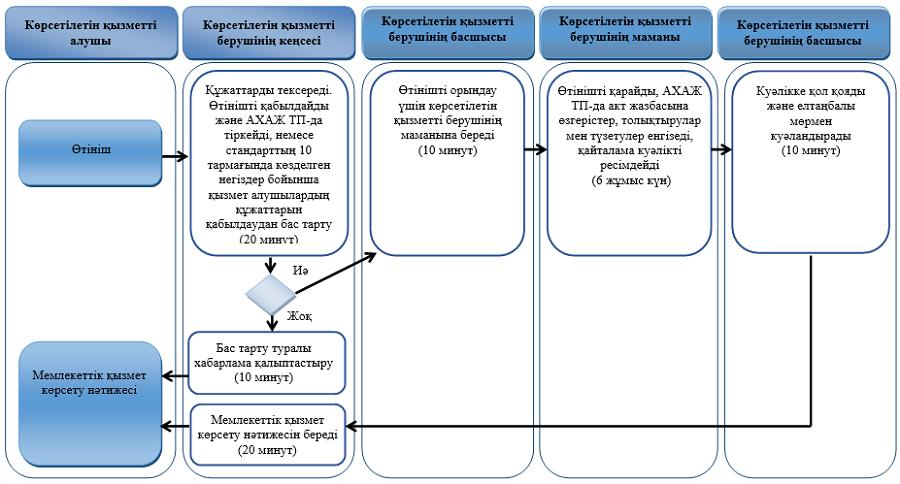 Көрсетілетін қызметті
алушы
Көрсетілетін қызметті
берушінің кеңсесі
Көрсетілетін қызметті
берушінің басшысы
Көрсетілетін қызметті
берушінің маманы
Көрсетілетін қызметті
берушінің басшысы
Өтініш
Құжаттарды тексереді.
Өтінішті қабылдайды
және АХАЖ ТП-да
тіркейді, немесе
стандарттың 10
тармағында көзделген
негіздер бойынша
қызмет алушылардың
құжаттарын
қабылдаудан бас тарту
(20 минут)
Өтінішті орындау
үшін көрсетілетін
қызметті берушінің
маманына береді
(10 минут)
Өтінішті қарайды, АХАЖ
ТП-да акт жазбасына
өзгерістер, толықтырулар
мен түзетулер енгізеді,
қайталама куәлікті
ресімдейді
(6 жұмыс күн)
Куәлікке қол қояды
және елтаңбалы
мөрмен
куәландырады
(10 минут)
Иә
Жоқ
Бас тарту туралы
хабарлама қалыптастыру
(10 минут)
Мемлекеттік қызмет
көрсету нәтижесі
Мемлекеттік қызмет
көрсету нәтижесін береді
(20 минут)